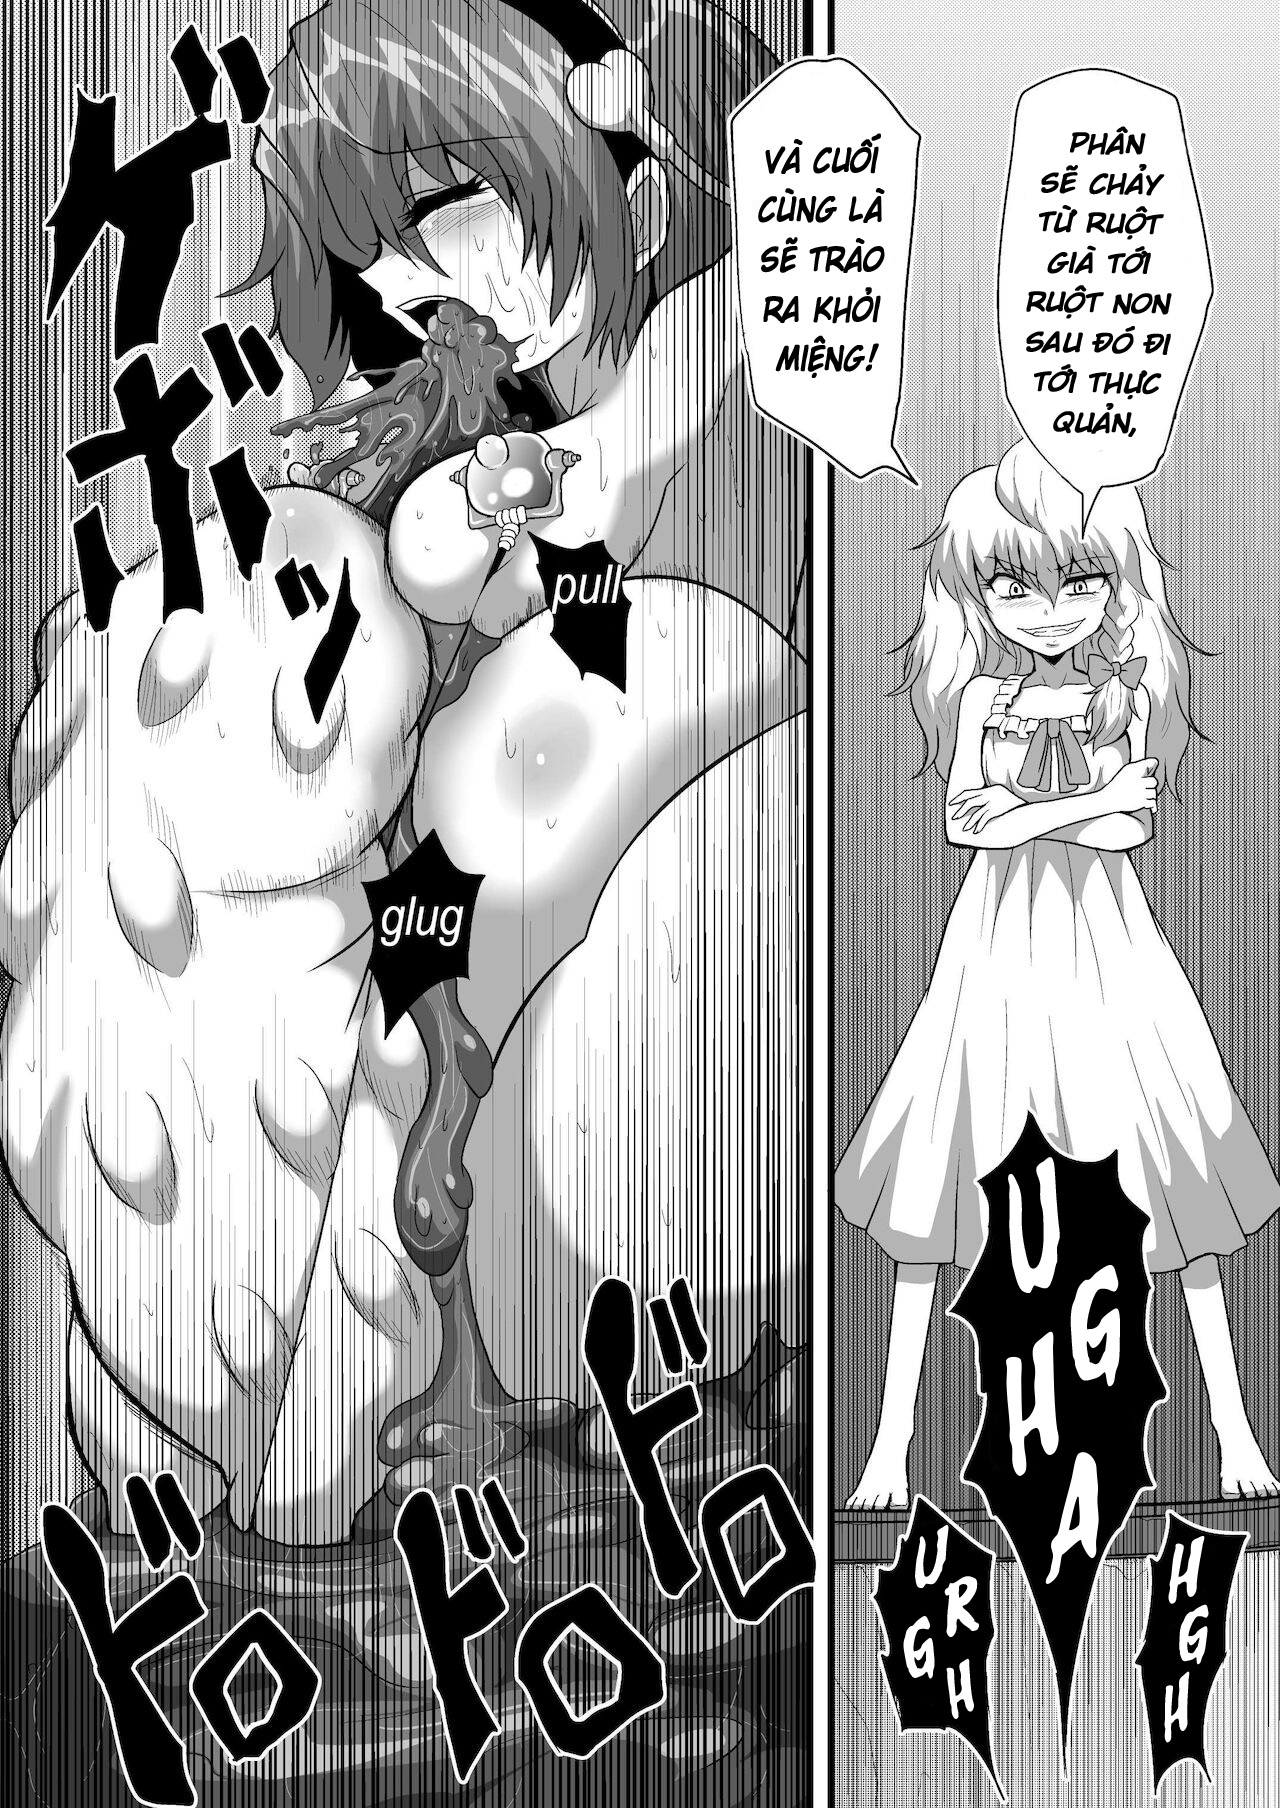 PHÂN
SẼ CHẢY
TỪ RUỘT
GIÀ TỚI
RUỘT NON
SAU ĐÓ ĐI
TỚI THỰC
QUẢN,
VÀ CUỐI
CÙNG LÀ
SẼ TRÀO
RA KHỎI
MIỆNG!
HGH
UGHA
URGH
pull
glug
ゲボッ
ドロドロドロ